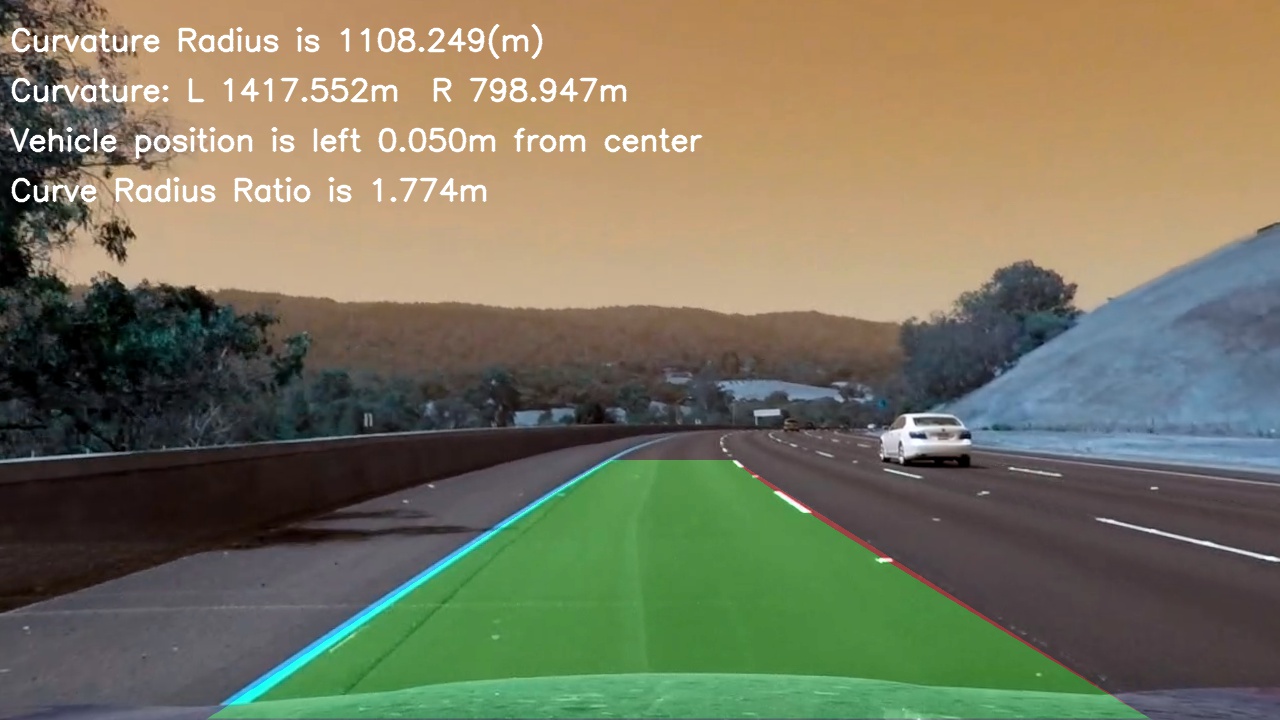 Curvature Radius is 1108.249(m)
Curvature: L 1417.552m R 798.947m
Vehicle position is left 0.050m from center
Curve Radius Ratio is 1.774m